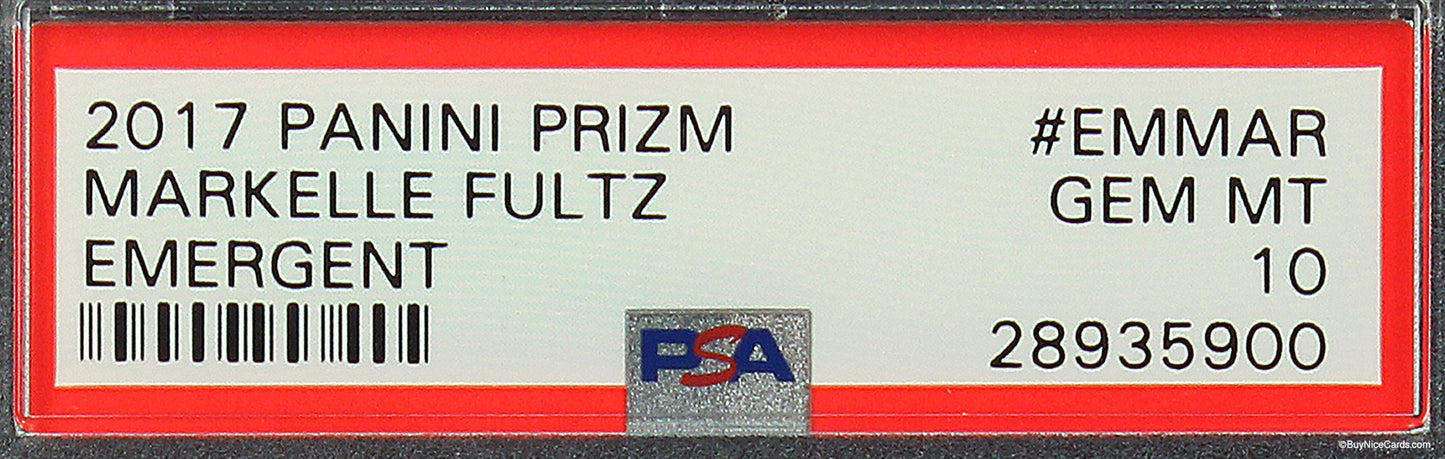 2017 PANINI PRIZM #EMMAR
MARKELLE FULTZ GEM MT
EMERGENT 10
PSA 28935900
©BuyNiceCards.com